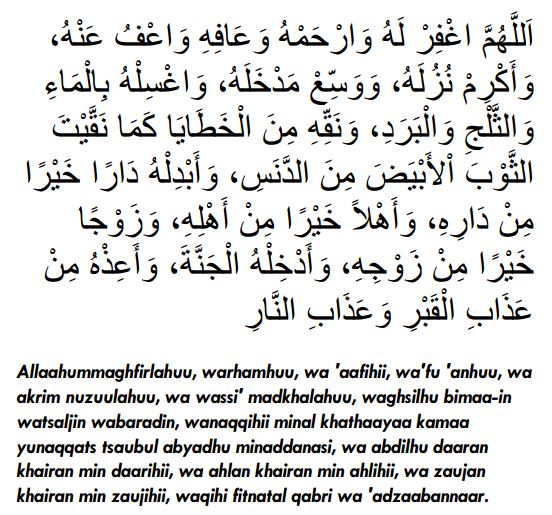 اَللَّهُمَّ اغْفِرْ لَهُ وَارْحَمْهُ وَعَافِهِ وَاعْفُ عَنْهُ،
وَأَكْرِمْ نُزُلَهُ، وَوَسِّعْ مَدْخَلَهُ، وَاغْسِلْهُ بِالْمَاءِ
وَالثَّلْجِ وَالْبَرَدِ، وَنَقِّهِ مِنَ الْخَطَايَا كَمَا نَقَّيْتَ
الثَّوْبَ اْلأَبْيَضَ مِنَ الدَّنَسِ، وَأَبْدِلْهُ دَارًا خَيْرًا
مِنْ دَارِهِ، وَأَهْلاً خَيْرًا مِنْ أَهْلِهِ، وَزَوْجًا
خَيْرًا مِنْ زَوْجِهِ، وَأَدْخِلْهُ الْجَنَّةَ، وَأَعِذْهُ مِنْ
عَذَابِ الْقَبْرِ وَعَذَابِ النَّارِ
Allaahummaghfirlahuu, warhamhuu, wa 'aafihii, wa'fu 'anhuu, wa
akrim nuzuulahuu, wa wassi' madkhalahuu, waghsilhu bimaa-in
watsaljin wabaradin, wanaqqihii minal khathaayaa kamaa
yunaqqats tsaubul abyadhu minaddanasi, wa abdilhu daaran
khairan min daarihii, wa ahlan khairan min ahlihii, wa zaujan
khairan min zaujihii, waqihi fitnatal qabri wa 'adzaabannaar.